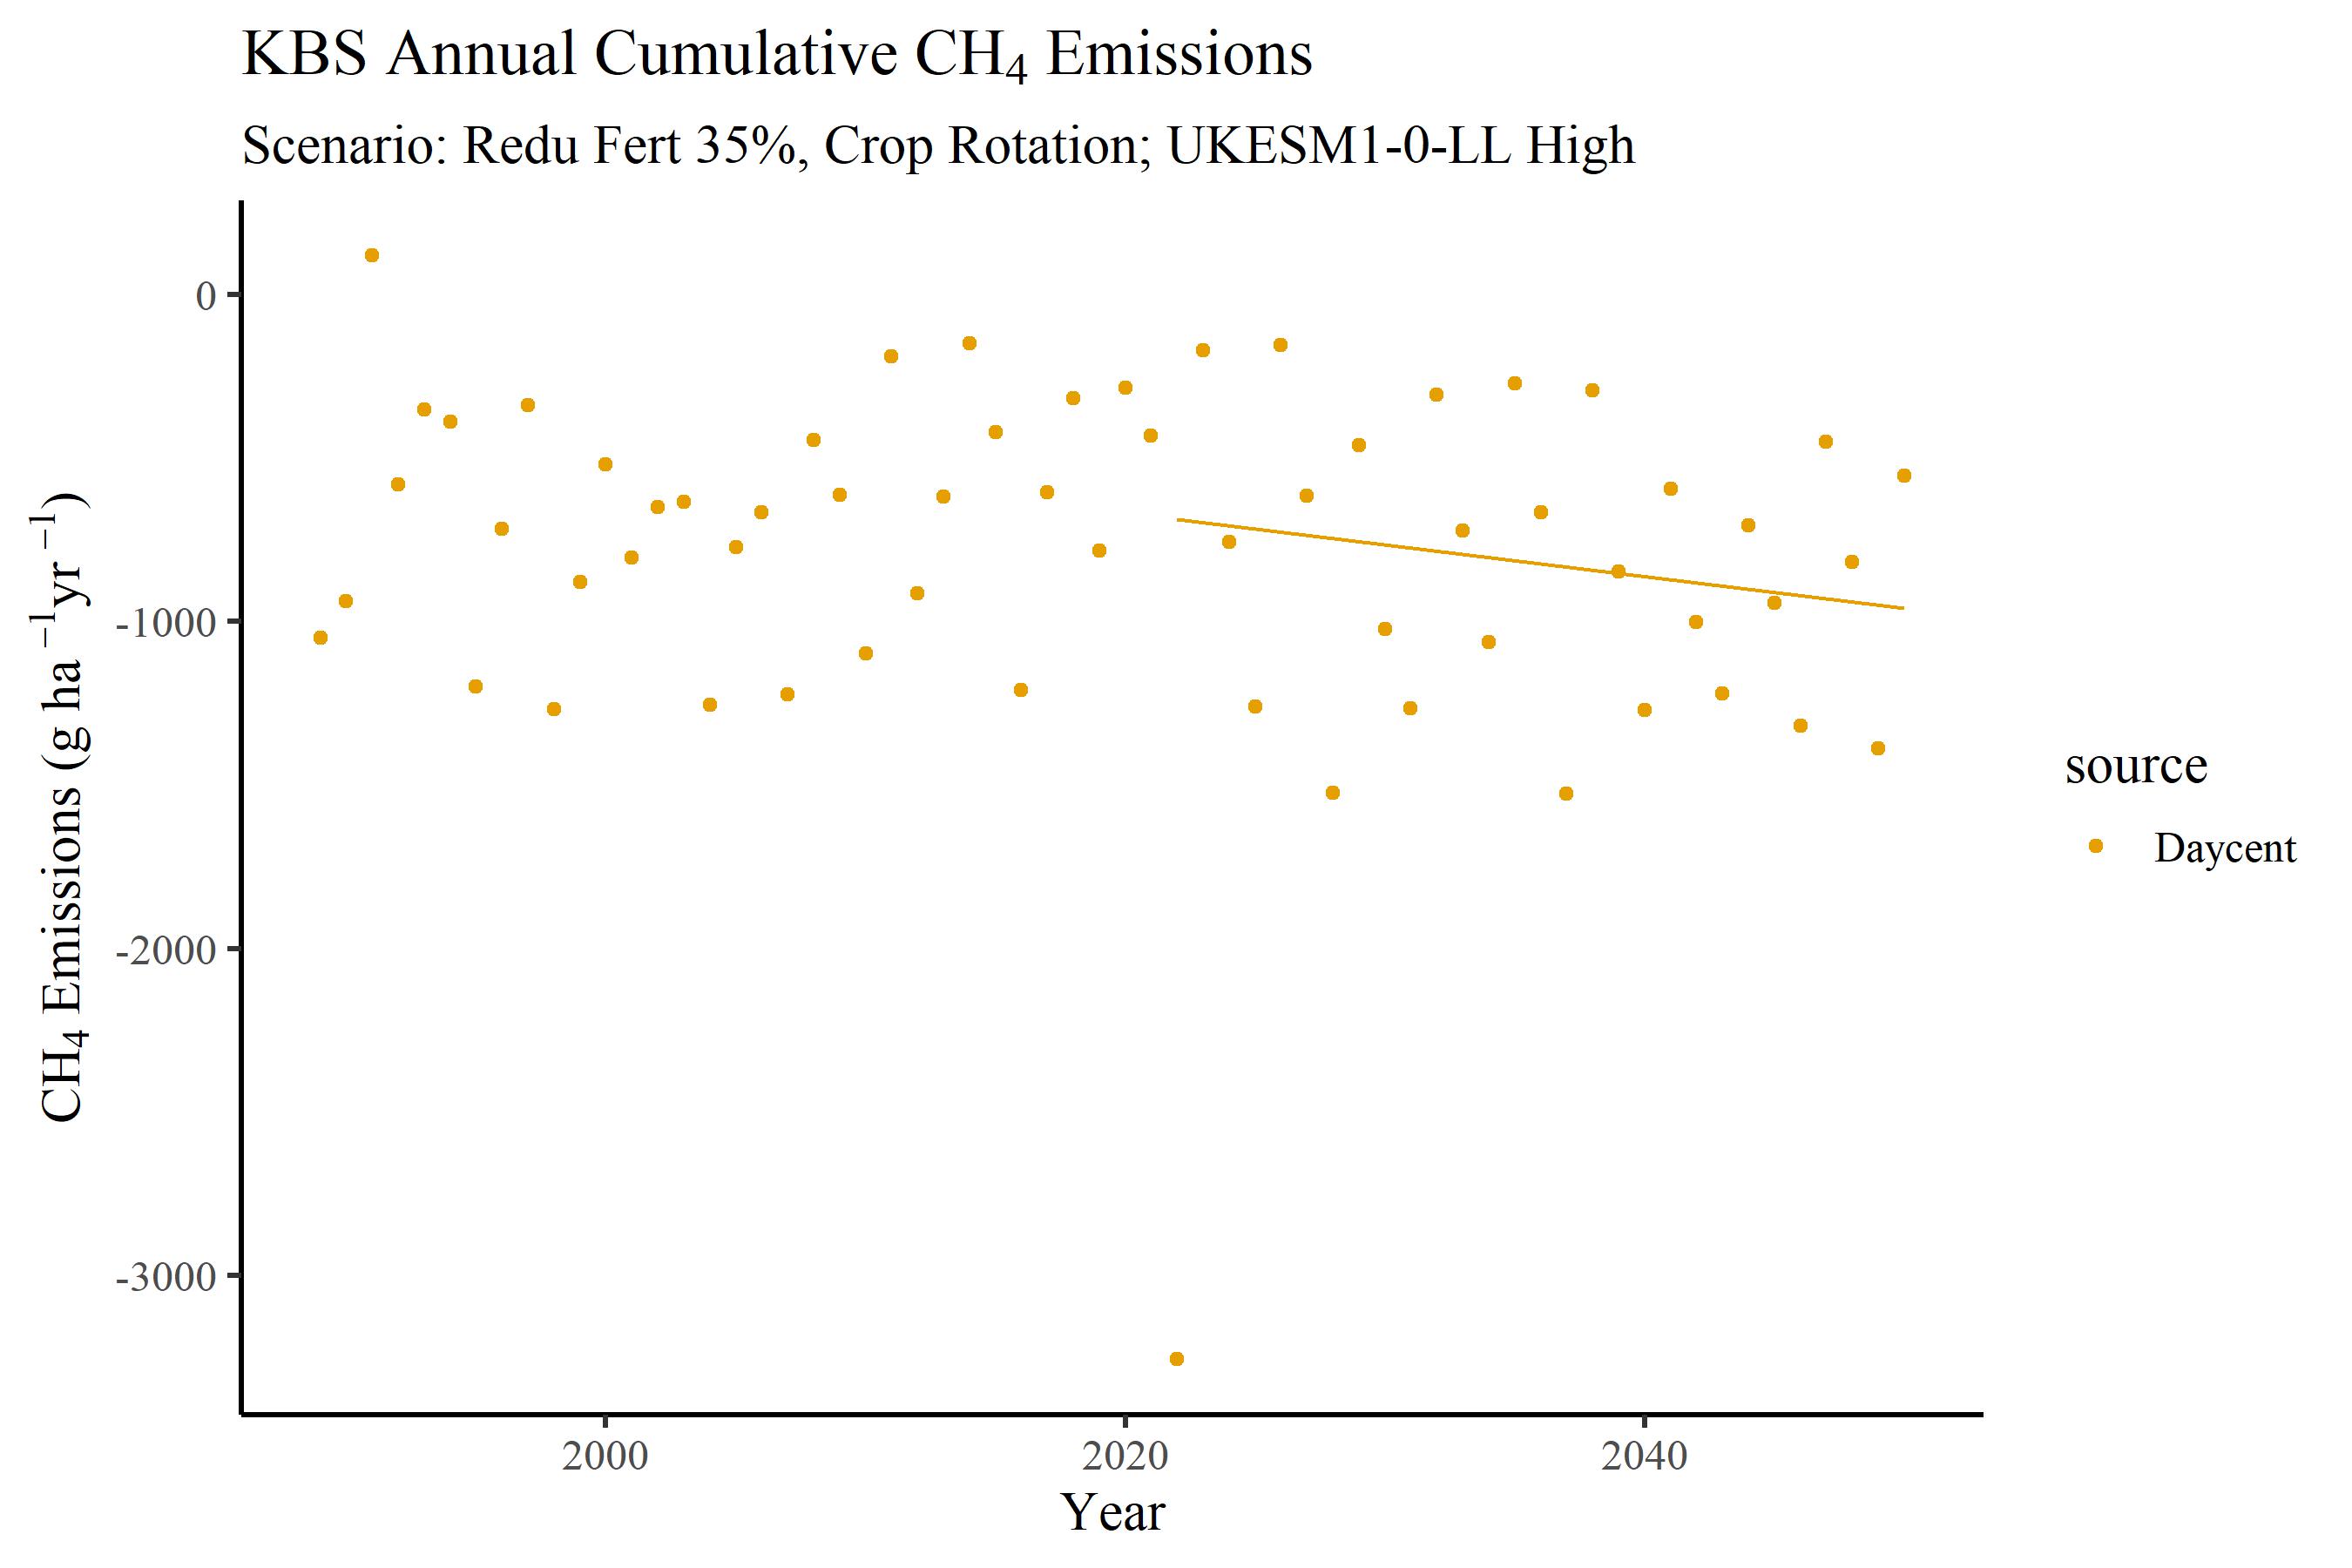 KBS Annual Cumulative CH₄ Emissions
Scenario: Redu Fert 35%, Crop Rotation; UKESM1-0-LL High
CH₄ Emissions (g ha ⁻¹yr ⁻¹)
0
-1000
-2000
-3000
2000 2020 2040
Year
source
Daycent